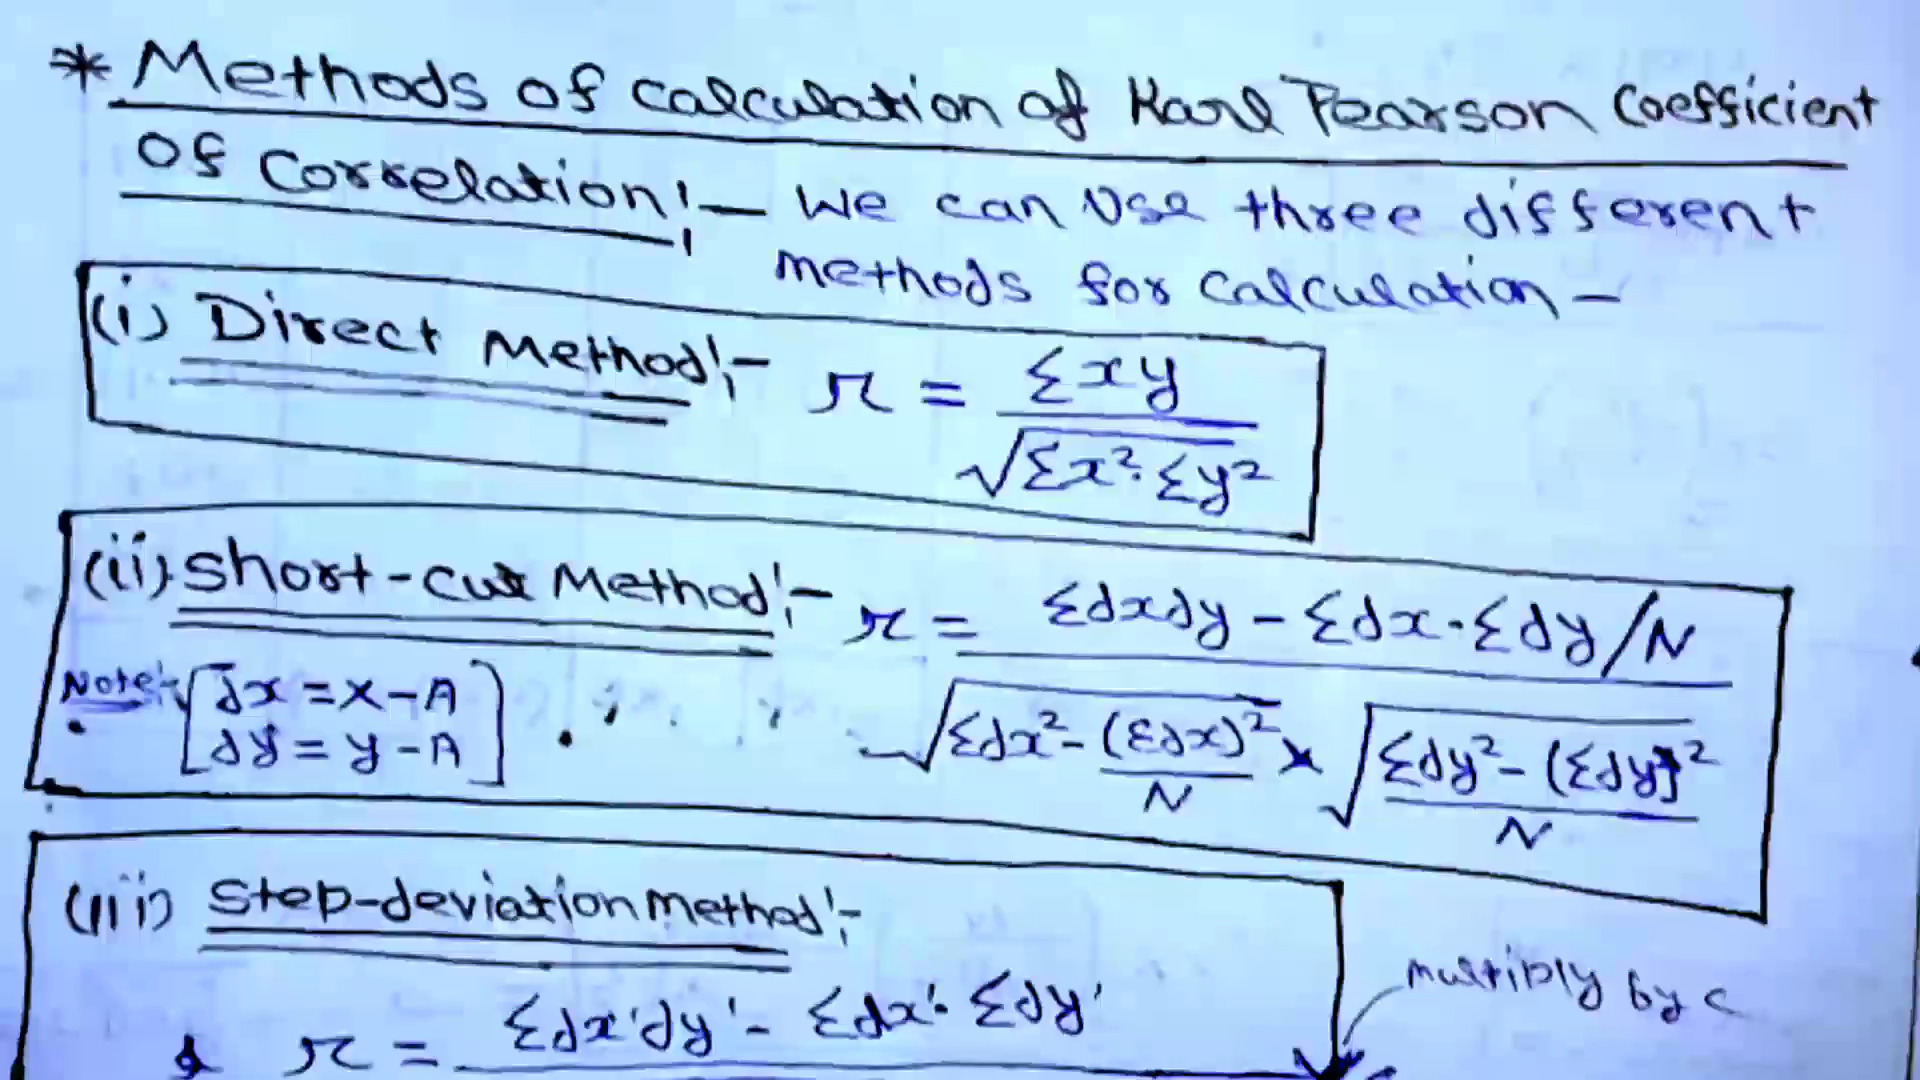 * Methods of calculation of Karl Pearson Coefficient
of Correlation:- We can use three different
methods for calculation -
(i) Direct Method:- r = Σxy / √Σx².Σy²
(ii) Short-cut Method:- r = Σdxdy - Σdx.Σdy/N
Note:- [dx = x - A
dy = y - A]
√Σdx² - (Σdx)²/N × √Σdy² - (Σdy)²/N
(iii) Step-deviation method:-
multiply by c
r = Σdx'dy' - Σdx'.Σdy'